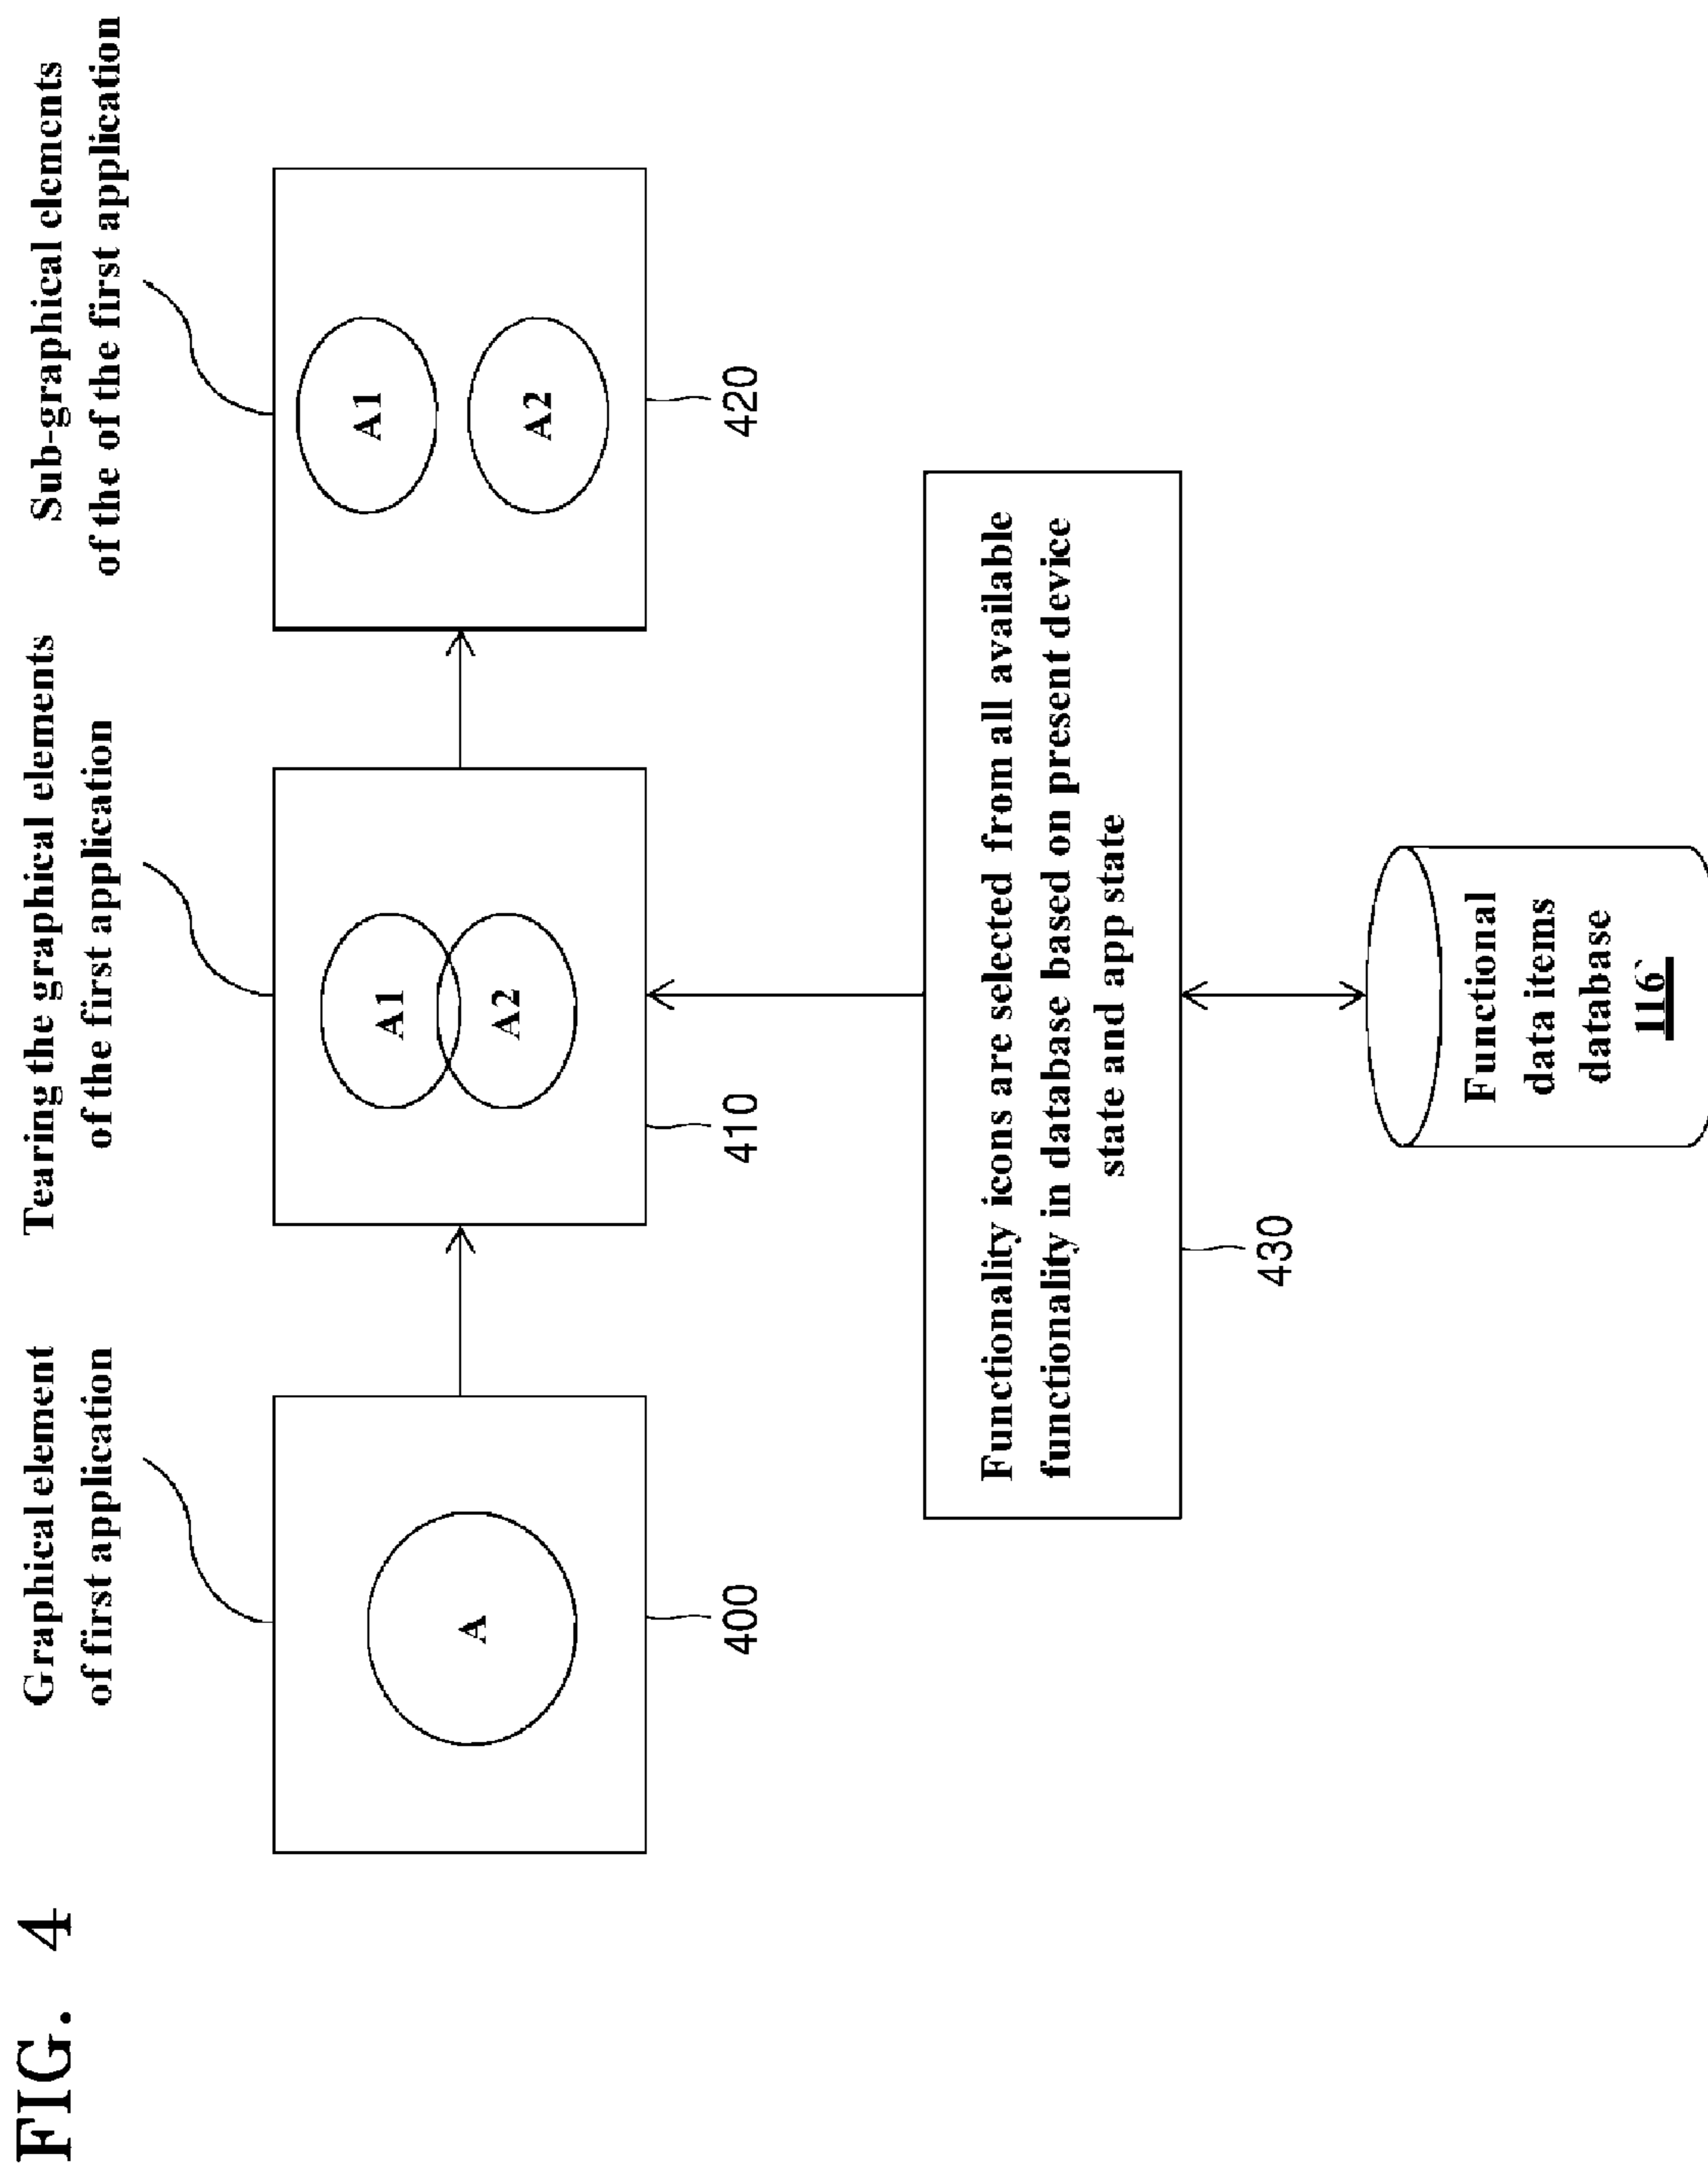 FIG. 4
Graphical element
of first application
A
400
Tearing the graphical elements
of the first application
A1
A2
410
Sub-graphical elements
of the of the first application
A1
A2
420
Functionality icons are selected from all available
functionality in database based on present device
state and app state
430
Functional
data items
database
116`